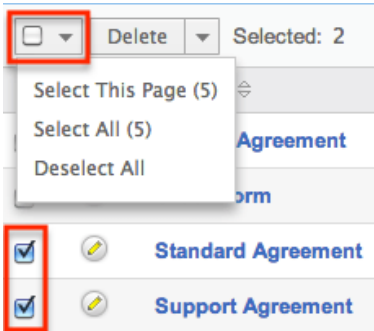 Delete Selected: 2
Select This Page (5)
Select All (5)
Agreement
Deselect All
orm
Standard Agreement
Support Agreement